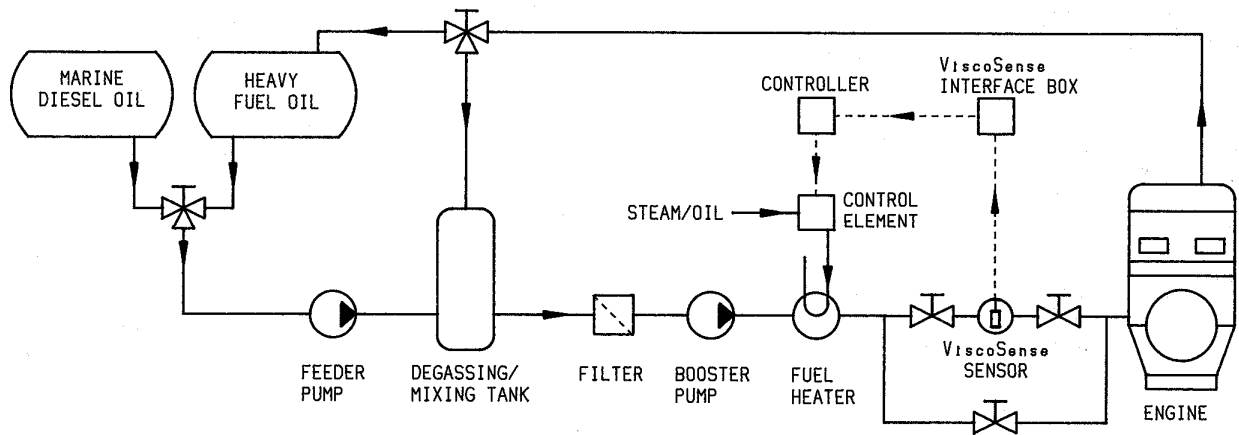 MARINE
DIESEL OIL
HEAVY
FUEL OIL
CONTROLLER
ViscoSense
INTERFACE BOX
STEAM/OIL
CONTROL
ELEMENT
FEEDER
PUMP
DEGASSING/
MIXING TANK
FILTER
BOOSTER
PUMP
FUEL
HEATER
ViscoSense
SENSOR
ENGINE